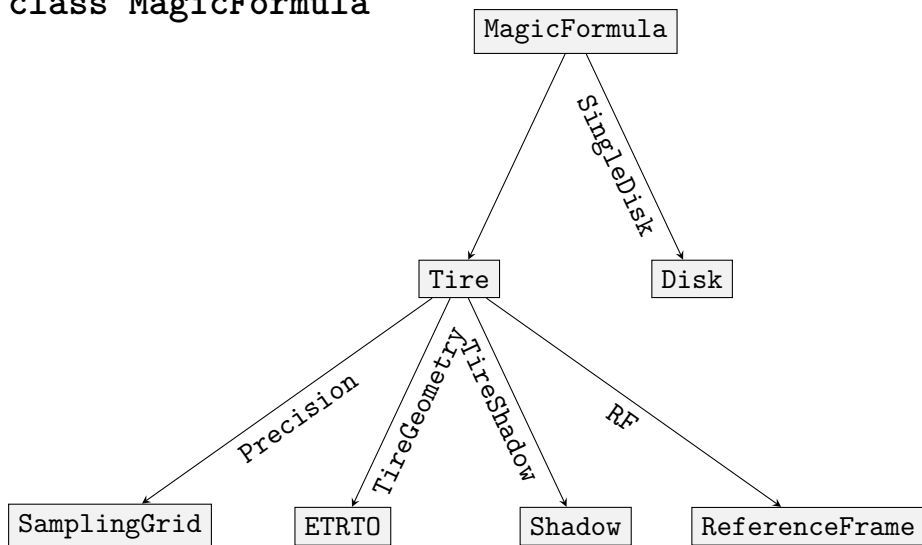 class MagicFormula
MagicFormula
SingleDisk
Tire
Disk
Precision
TireGeometry
TireShadow
RF
SamplingGrid
ETRTO
Shadow
ReferenceFrame